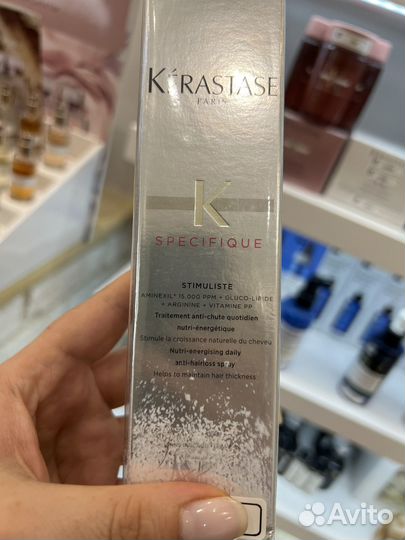 KÉRASTASE
PARIS
K
SPECIFIQUE
STIMULISTE
AMINEXIL® 15.000 PPM + GLUCO-LIPIDE
+ ARGININE + VITAMINE PP
Traitement anti-chute quotidien
nutri-énergétique
Stimule la croissance naturelle du cheveu
Nutri-energising daily
anti-hairloss spray
Helps to maintain hair thickness
Avito